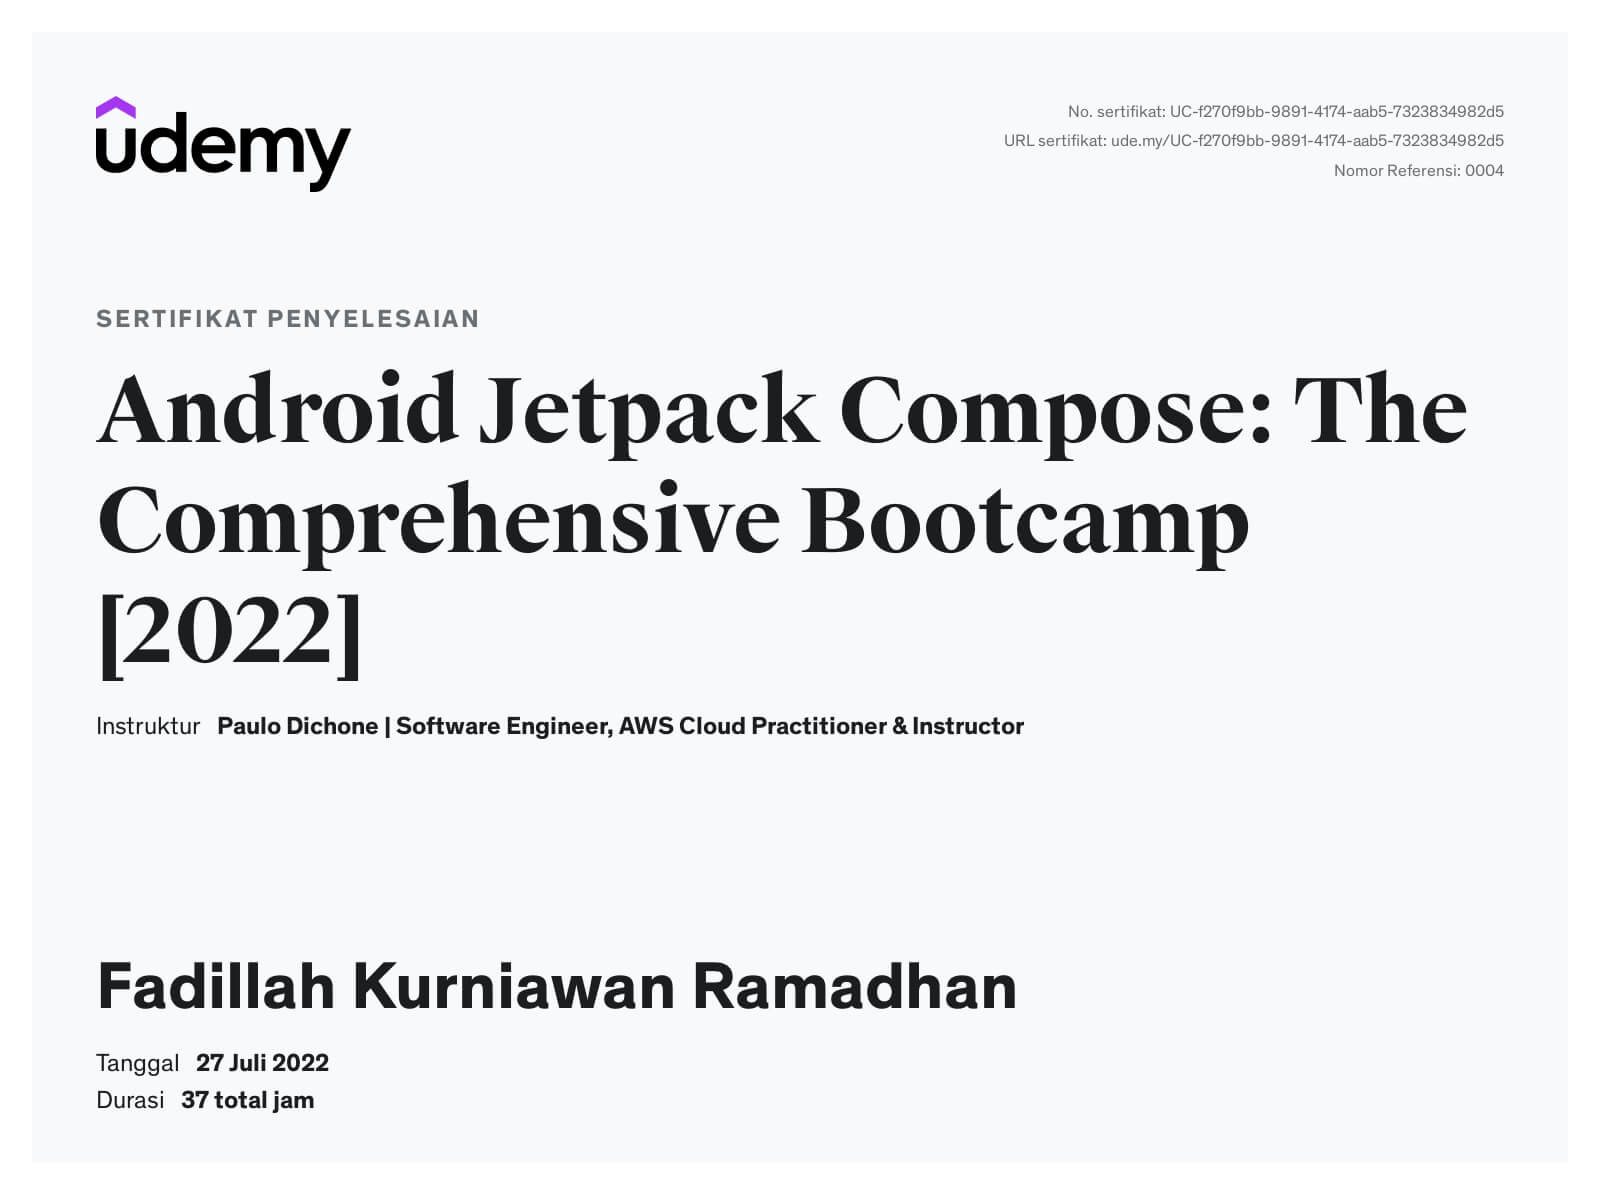 udemy
No. sertifikat: UC-f270f9bb-9891-4174-aab5-7323834982d5
URL sertifikat: ude.my/UC-f270f9bb-9891-4174-aab5-7323834982d5
Nomor Referensi: 0004
SERTIFIKAT PENYELESAIAN
Android Jetpack Compose: The
Comprehensive Bootcamp
[2022]
Instruktur Paulo Dichone | Software Engineer, AWS Cloud Practitioner & Instructor
Fadillah Kurniawan Ramadhan
Tanggal 27 Juli 2022
Durasi 37 total jam